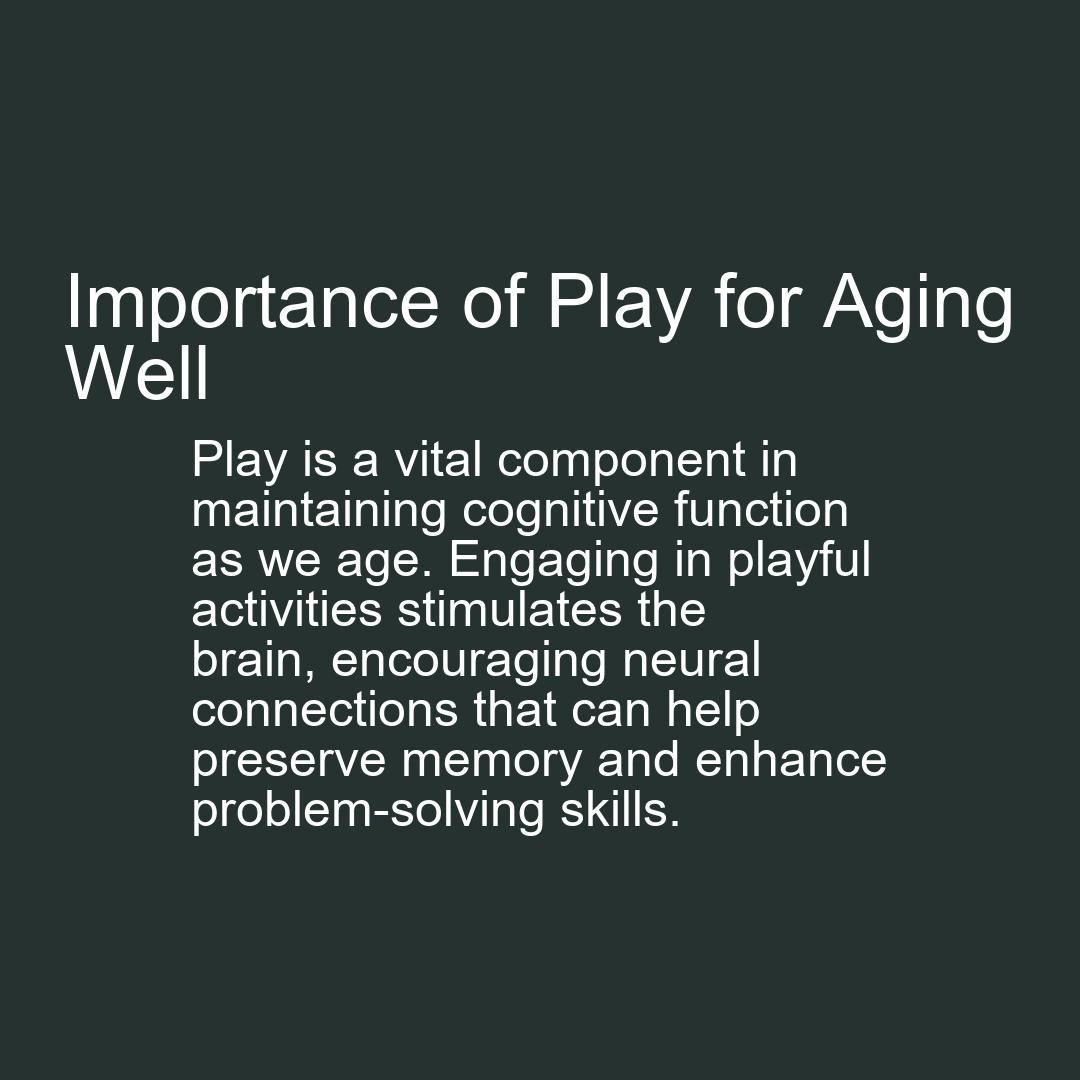 Importance of Play for Aging
Well
Play is a vital component in
maintaining cognitive function
as we age. Engaging in playful
activities stimulates the
brain, encouraging neural
connections that can help
preserve memory and enhance
problem-solving skills.